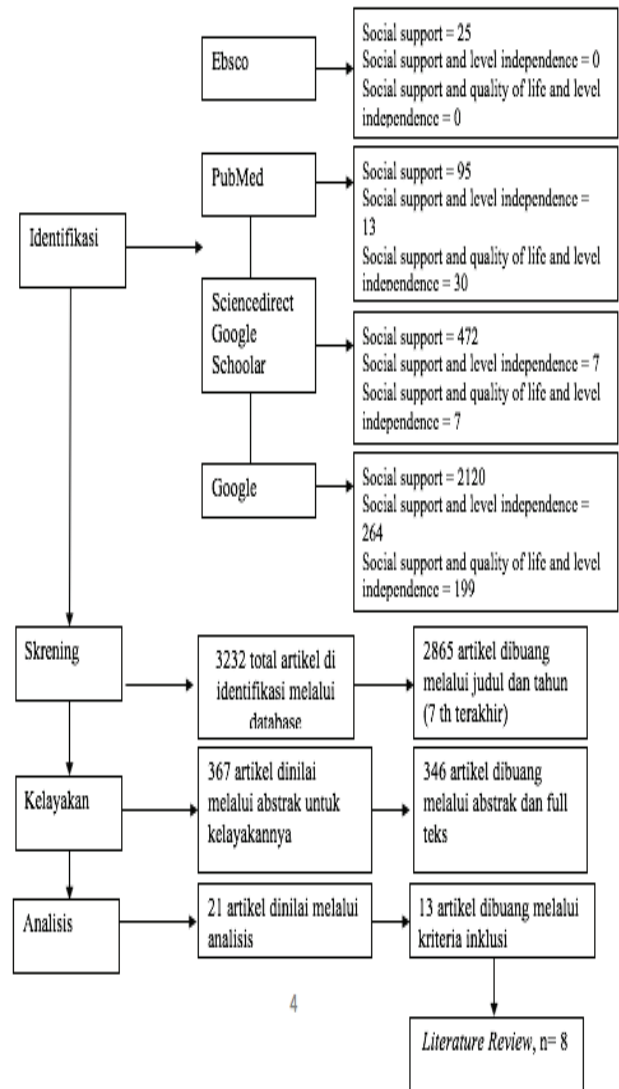 Ebsco
Social support = 25
Social support and level independence = 0
Social support and quality of life and level
independence = 0
PubMed
Social support = 95
Social support and level independence =
13
Social support and quality of life and level
independence = 30
Identifikasi
Sciencedirect
Google
Schoolar
Social support = 472
Social support and level independence = 7
Social support and quality of life and level
independence = 7
Google
Social support = 2120
Social support and level independence =
264
Social support and quality of life and level
independence = 199
Skrening
3232 total artikel di
identifikasi melalui
database
2865 artikel dibuang
melalui judul dan tahun
(7 th terakhir)
Kelayakan
367 artikel dinilai
melalui abstrak untuk
kelayakannya
346 artikel dibuang
melalui abstrak dan full
teks
Analisis
21 artikel dinilai melalui
analisis
13 artikel dibuang melalui
kriteria inklusi
4
Literature Review, n= 8